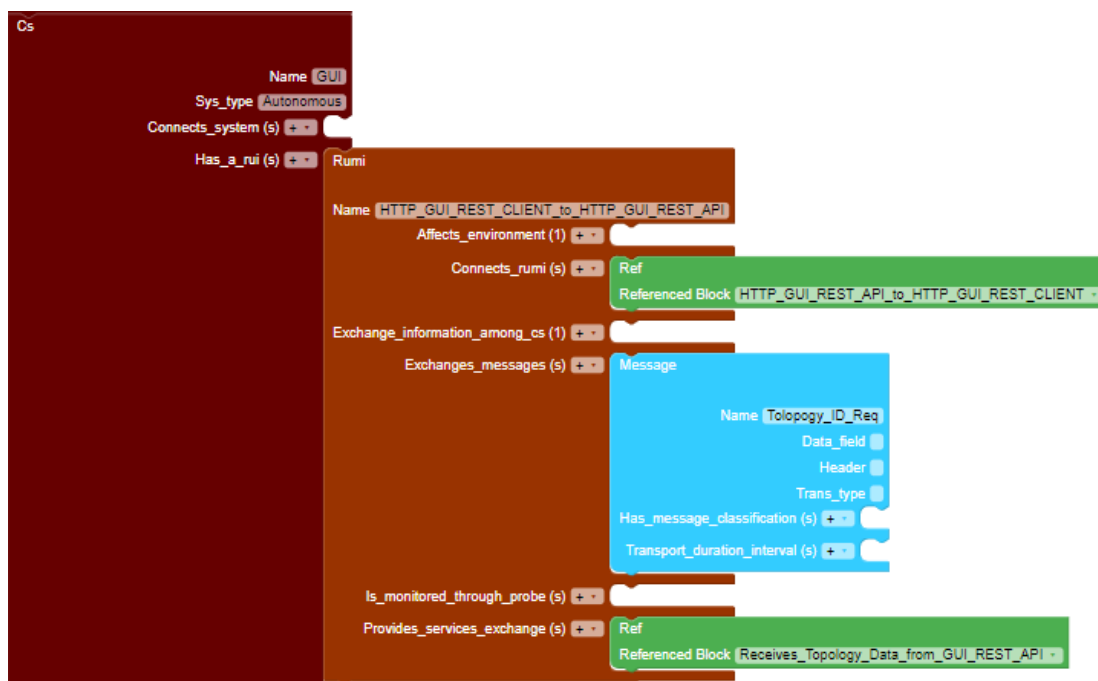 Cs
Name GUI
Sys_type Autonomous
Connects_system (s) +
Has_a_rui (s) + Rumi
Name HTTP_GUI_REST_CLIENT_to_HTTP_GUI_REST_API
Affects_environment (1) +
Connects_rumi (s) + Ref
Referenced Block HTTP_GUI_REST_API_to_HTTP_GUI_REST_CLIENT
Exchange_information_among_cs (1) +
Exchanges_messages (s) + Message
Name Tolopogy_ID_Req
Data_field
Header
Trans_type
Has_message_classification (s) +
Transport_duration_interval (s) +
Is_monitored_through_probe (s) +
Provides_services_exchange (s) + Ref
Referenced Block Receives_Topology_Data_from_GUI_REST_API